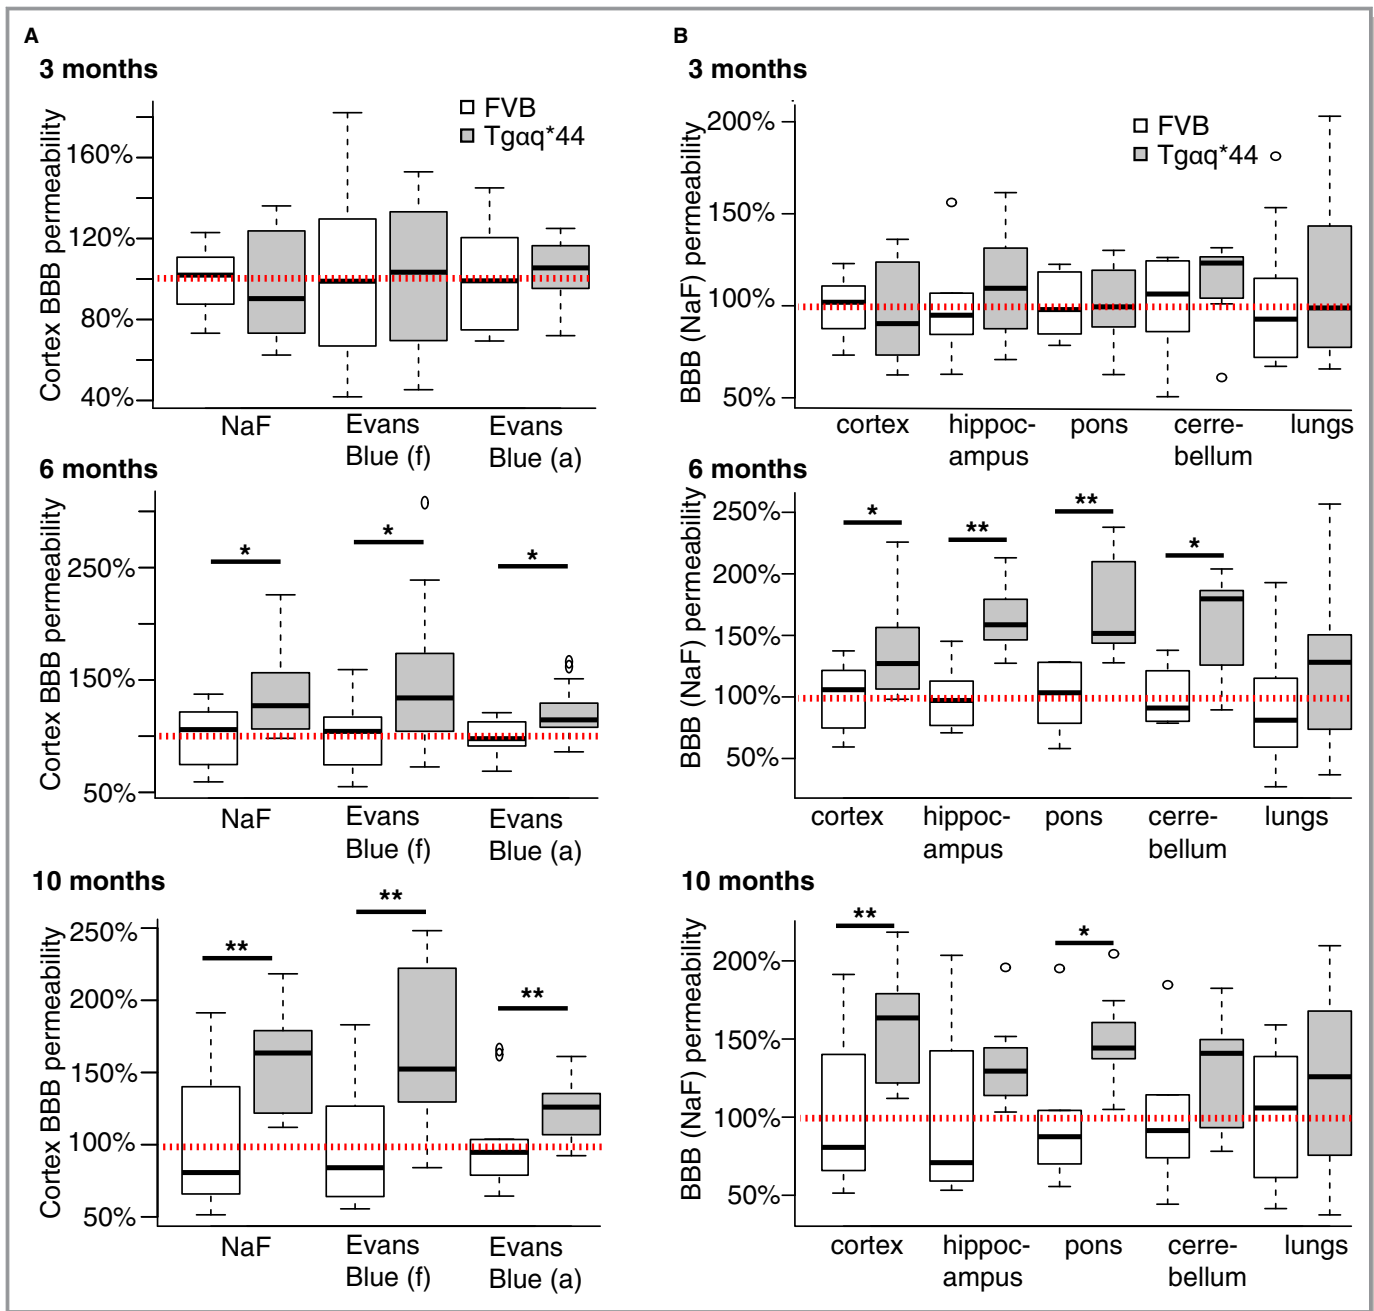 A
3 months
Cortex BBB permeability
160%
120%
80%
40%
FVB
Tgαq*44
NaF
Evans
Blue (f)
Evans
Blue (a)
6 months
Cortex BBB permeability
250%
150%
50%
*
*
*
NaF
Evans
Blue (f)
Evans
Blue (a)
10 months
Cortex BBB permeability
250%
200%
150%
100%
50%
**
**
**
NaF
Evans
Blue (f)
Evans
Blue (a)
B
3 months
BBB (NaF) permeability
200%
150%
100%
50%
FVB
Tgαq*44
cortex
hippoc-
ampus
pons
cerre-
bellum
lungs
6 months
BBB (NaF) permeability
250%
200%
150%
100%
50%
*
**
**
*
cortex
hippoc-
ampus
pons
cerre-
bellum
lungs
10 months
BBB (NaF) permeability
200%
150%
100%
50%
**
*
cortex
hippoc-
ampus
pons
cerre-
bellum
lungs